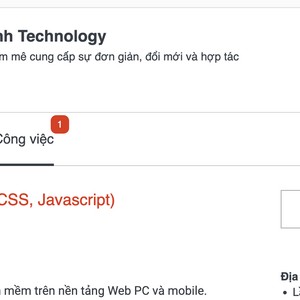 nh Technology
m mê cung cấp sự đơn giản, đổi mới và hợp tác
1
Công việc
CSS, Javascript)
Địa
mềm trên nền tảng Web PC và mobile.
• L